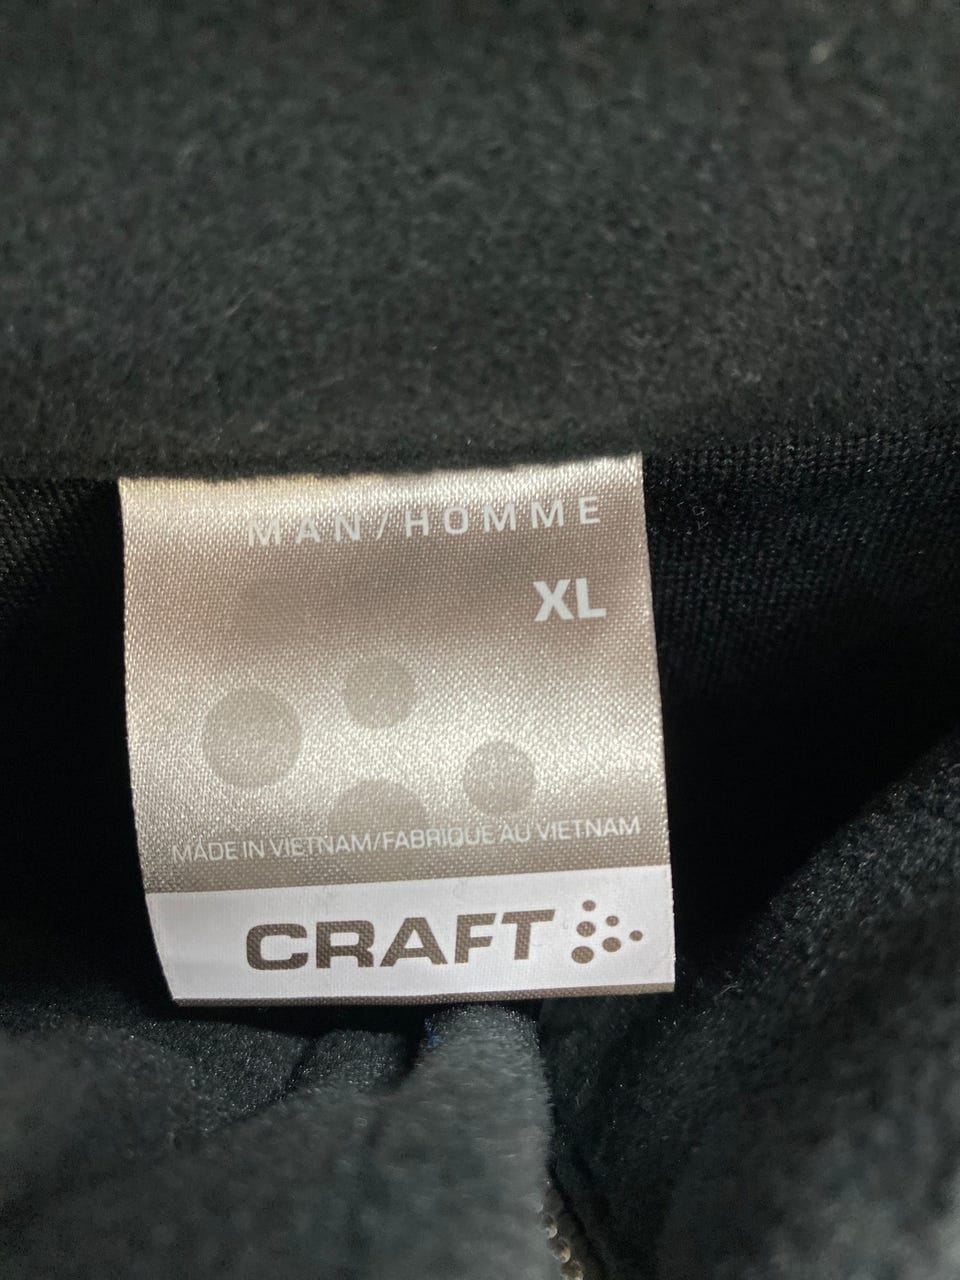 MAN/HOMME
XL
MADE IN VIETNAM/FABRIQUE AU VIETNAM
CRAFT